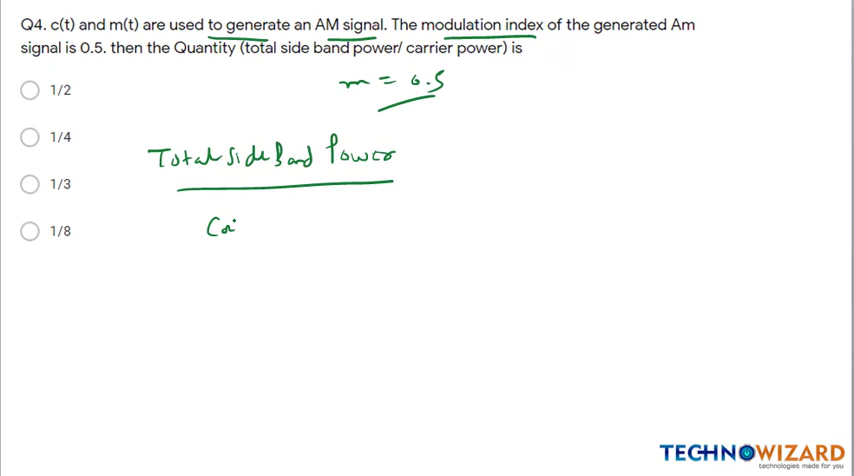 Q4. c(t) and m(t) are used to generate an AM signal. The modulation index of the generated Am
signal is 0.5. then the Quantity (total side band power/ carrier power) is
m = 0.5
1/2
1/4
Total Side Band Power
1/3
Cai
1/8
TECHNOWIZARD
technologies made for you